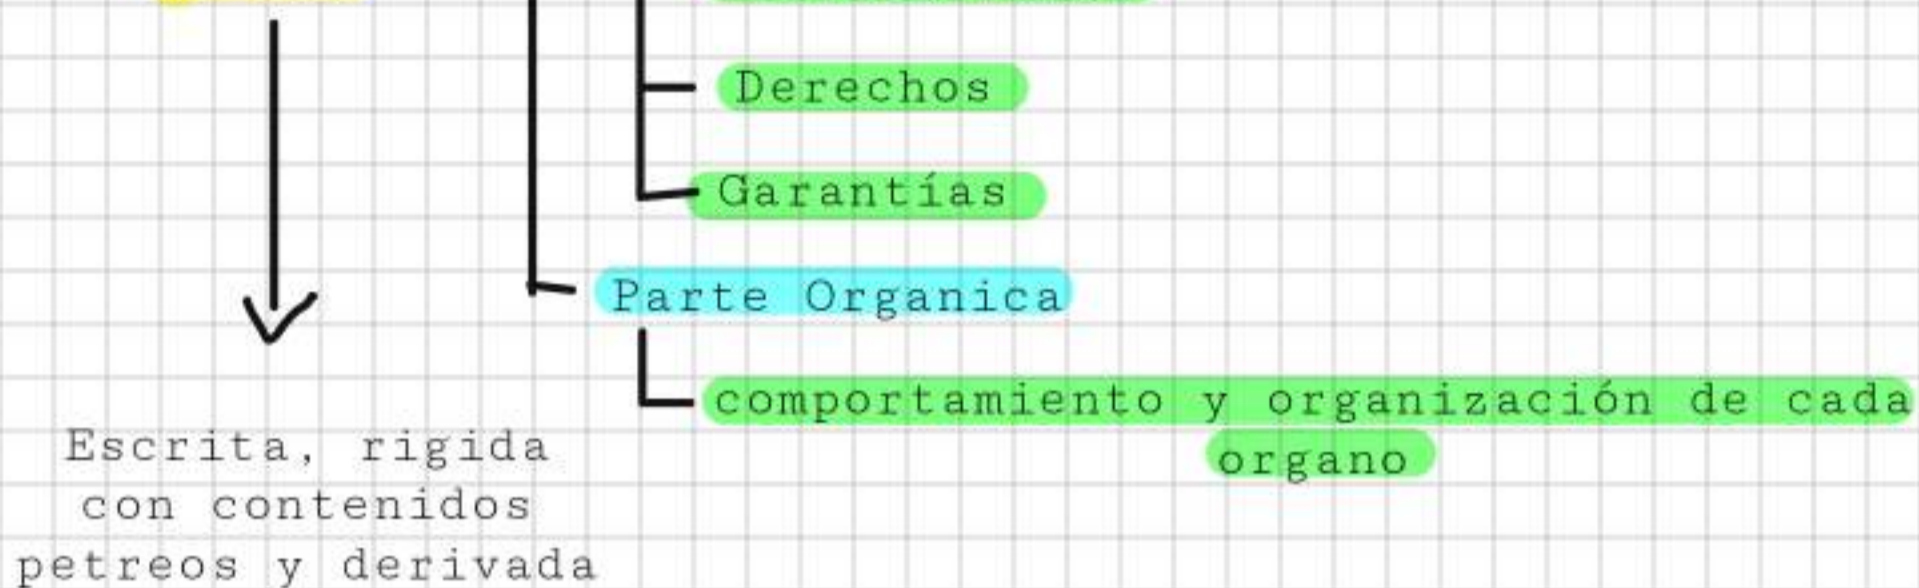 Derechos
Garantías
Parte Organica
comportamiento y organización de cada
organo
Escrita, rigida
con contenidos
petreos y derivada